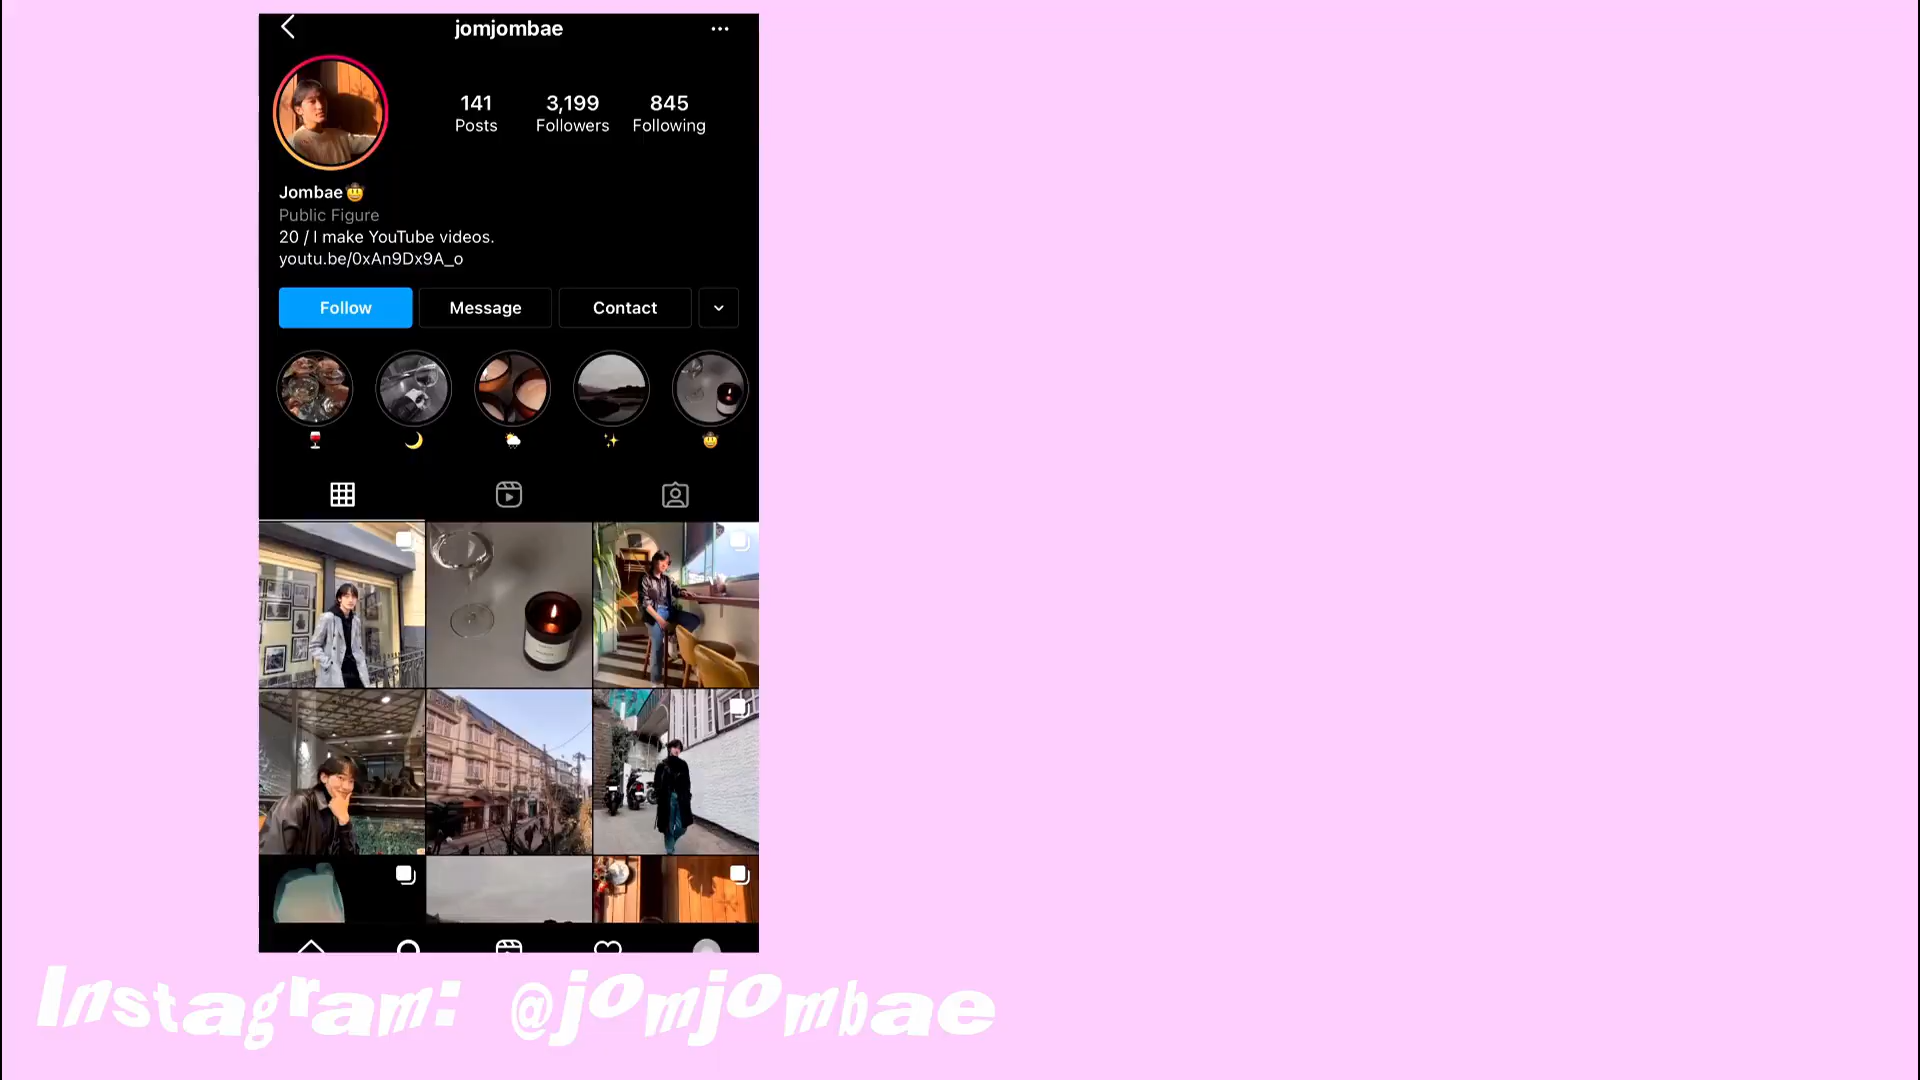 jomjombae
141 3,199 845
Posts Followers Following
Jombae🤠
Public Figure
20 / I make YouTube videos.
youtu.be/0xAn9Dx9A_o
Follow Message Contact
Instagram: @jomjombae